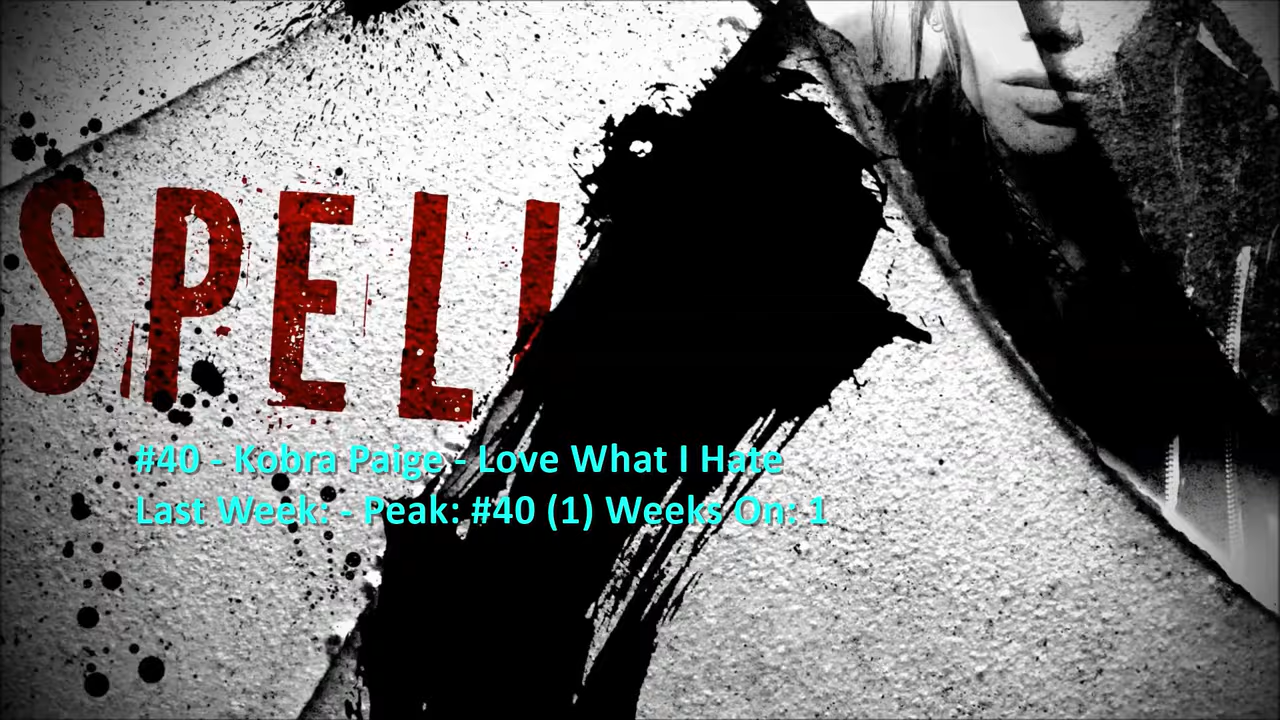 SPELL
#40 - Kobra Paige - Love What I Hate
Last Week: - Peak: #40 (1) Weeks On: 1